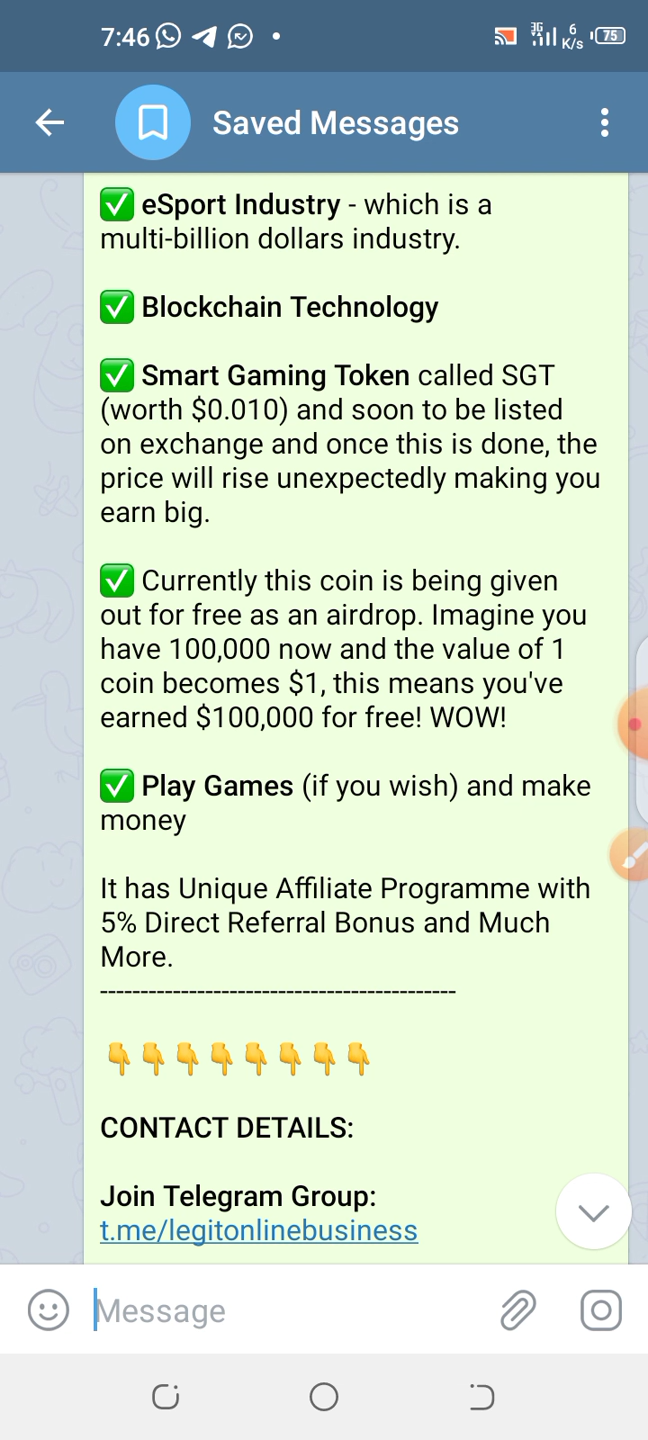 7:46
3G
6
K/s
75
Saved Messages
✅ eSport Industry - which is a
multi-billion dollars industry.
✅ Blockchain Technology
✅ Smart Gaming Token called SGT
(worth $0.010) and soon to be listed
on exchange and once this is done, the
price will rise unexpectedly making you
earn big.
✅ Currently this coin is being given
out for free as an airdrop. Imagine you
have 100,000 now and the value of 1
coin becomes $1, this means you've
earned $100,000 for free! WOW!
✅ Play Games (if you wish) and make
money
It has Unique Affiliate Programme with
5% Direct Referral Bonus and Much
More.
--------------------------------------------
👇👇👇👇👇👇👇👇
CONTACT DETAILS:
Join Telegram Group:
t.me/legitonlinebusiness
Message